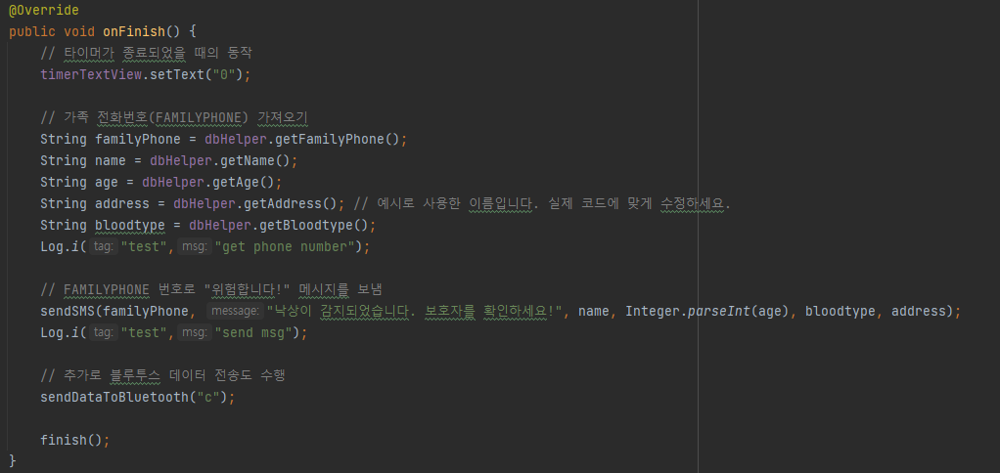 @Override
public void onFinish() {
// 타이머가 종료되었을 때의 동작
timerTextView.setText("0");
// 가족 전화번호(FAMILYPHONE) 가져오기
String familyPhone = dbHelper.getFamilyPhone();
String name = dbHelper.getName();
String age = dbHelper.getAge();
String address = dbHelper.getAddress(); // 예시로 사용한 이름입니다. 실제 코드에 맞게 수정하세요.
String bloodtype = dbHelper.getBloodtype();
Log.i( tag: "test", msg: "get phone number");
// FAMILYPHONE 번호로 "위험합니다!" 메시지를 보냄
sendSMS(familyPhone, message: "낙상이 감지되었습니다. 보호자를 확인하세요!", name, Integer.parseInt(age), bloodtype, address);
Log.i( tag: "test", msg: "send msg");
// 추가로 블루투스 데이터 전송도 수행
sendDataToBluetooth("c");
finish();
}